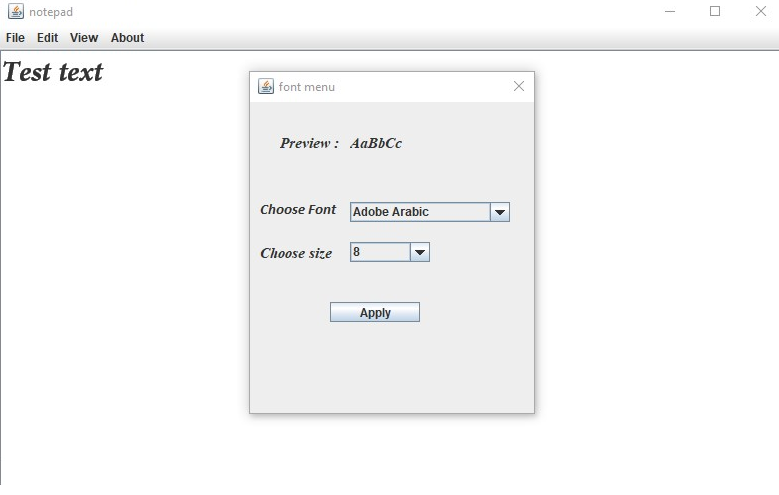 notepad
File Edit View About
Test text
font menu
Preview : AaBbCc
Choose Font Adobe Arabic
Choose size 8
Apply